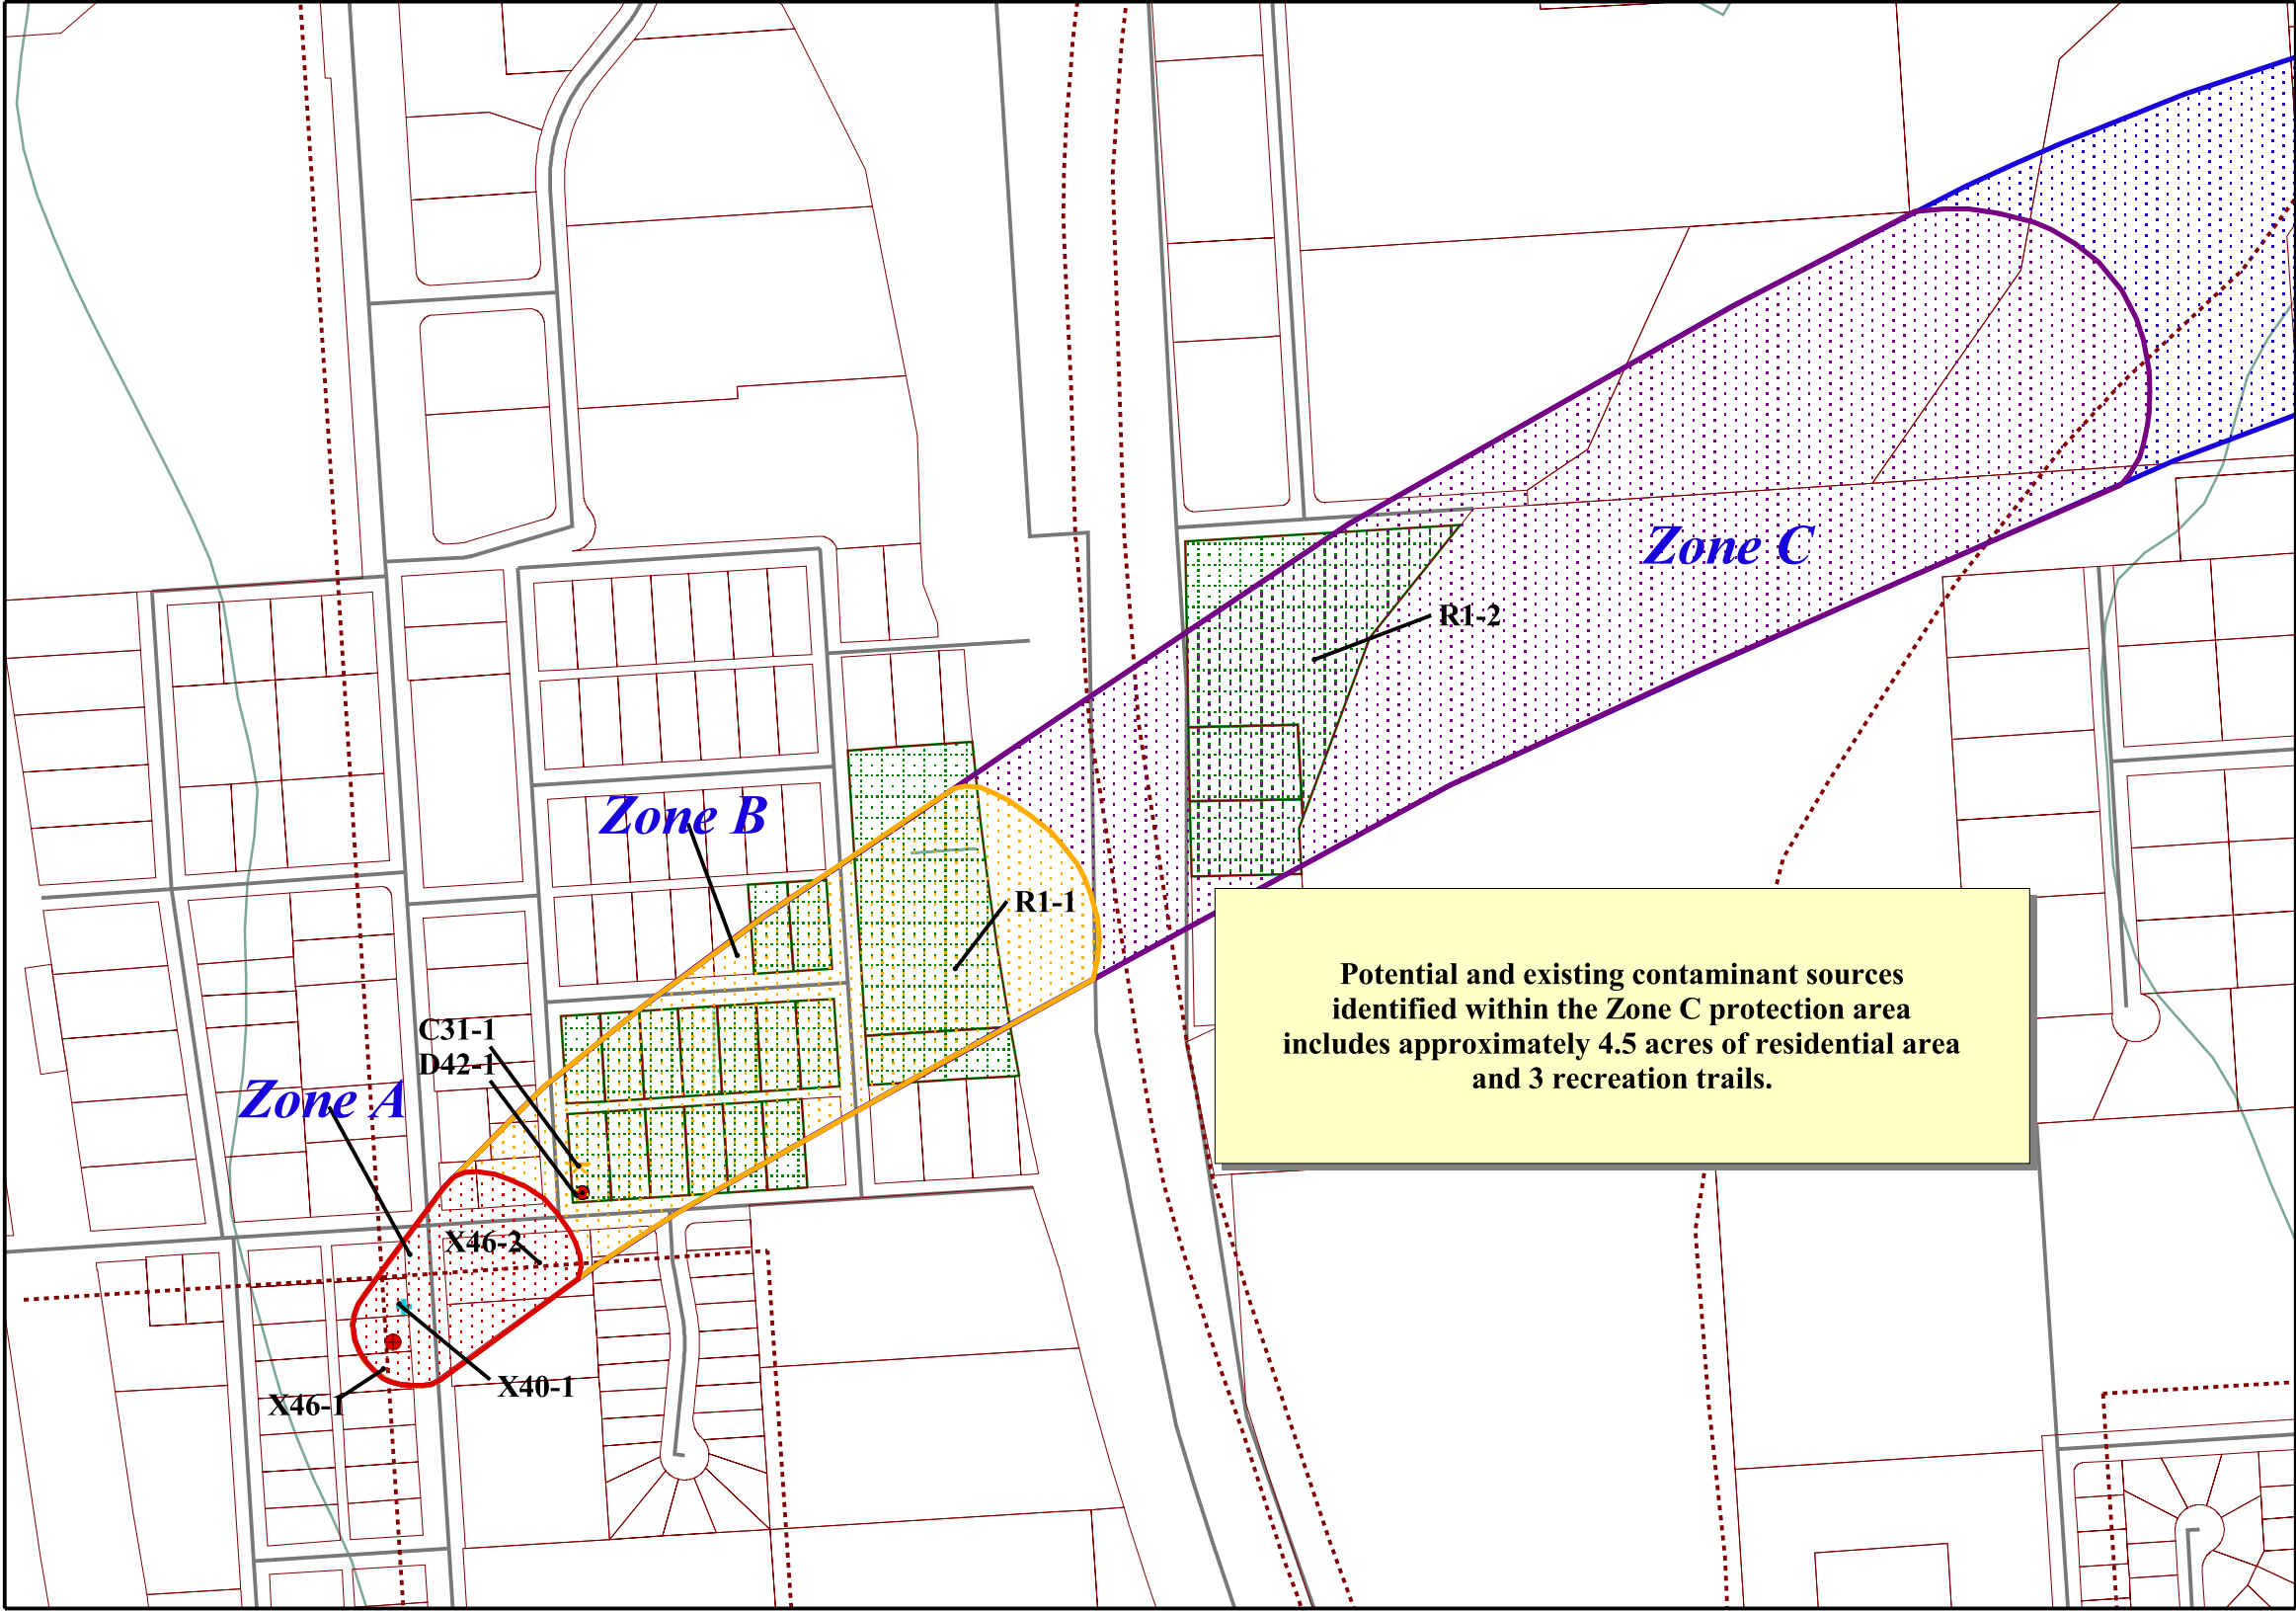 Zone C
R1-2
Zone B
R1-1
Potential and existing contaminant sources
identified within the Zone C protection area
includes approximately 4.5 acres of residential area
and 3 recreation trails.
C31-1
D42-1
Zone A
X46-2
X40-1
X46-1